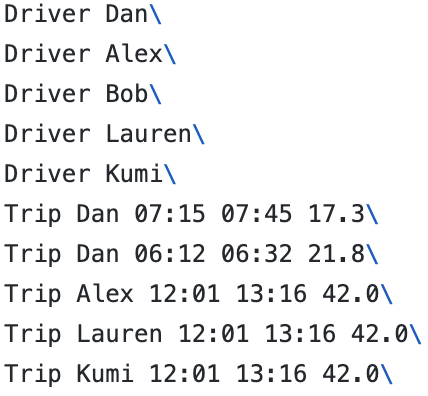 Driver Dan\
Driver Alex\
Driver Bob\
Driver Lauren\
Driver Kumi\
Trip Dan 07:15 07:45 17.3\
Trip Dan 06:12 06:32 21.8\
Trip Alex 12:01 13:16 42.0\
Trip Lauren 12:01 13:16 42.0\
Trip Kumi 12:01 13:16 42.0\